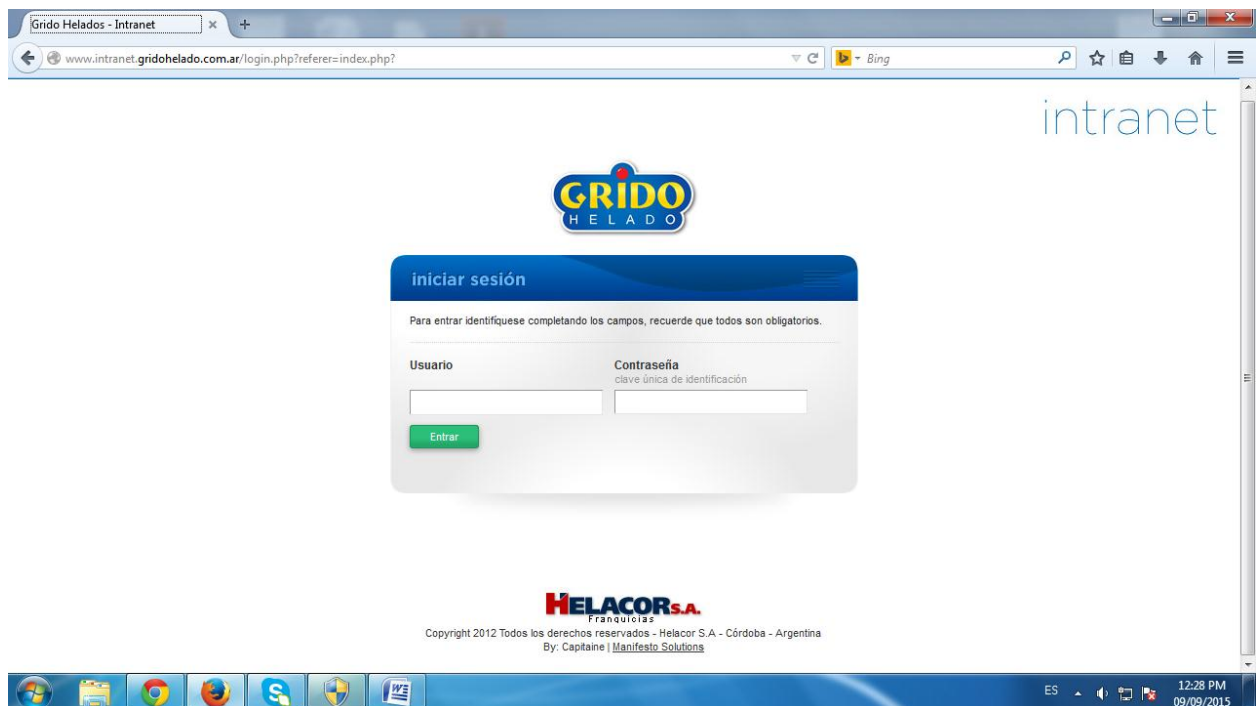 Grido Helados - Intranet
www.intranet.gridohelado.com.ar/login.php?referer=index.php?
Bing
intranet
GRIDO
HELADO
iniciar sesión
Para entrar identifíquese completando los campos, recuerde que todos son obligatorios.
Usuario
Contraseña
clave única de identificación
Entrar
HELACOR S.A.
Franquicias
Copyright 2012 Todos los derechos reservados - Helacor S.A - Córdoba - Argentina
By: Capitaine | Manifesto Solutions
ES
12:28 PM
09/09/2015